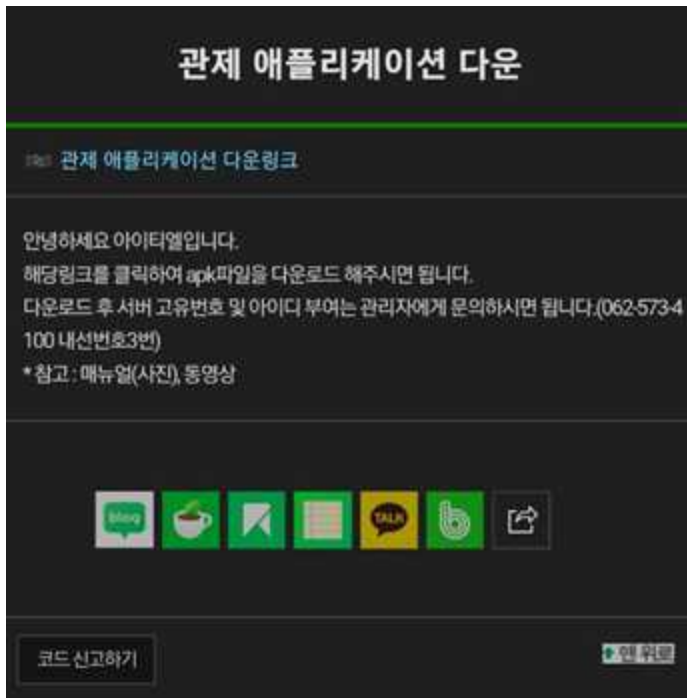 관제 애플리케이션 다운
관제 애플리케이션 다운링크
안녕하세요 아이티엘입니다.
해당링크를 클릭하여 apk파일을 다운로드 해주시면 됩니다.
다운로드 후 서버 고유번호 및 아이디 부여는 관리자에게 문의하시면 됩니다.(062-573-4
100 내선번호3번)
* 참고 : 매뉴얼(사진), 동영상
blog
TALK
b
코드 신고하기
맨 위로